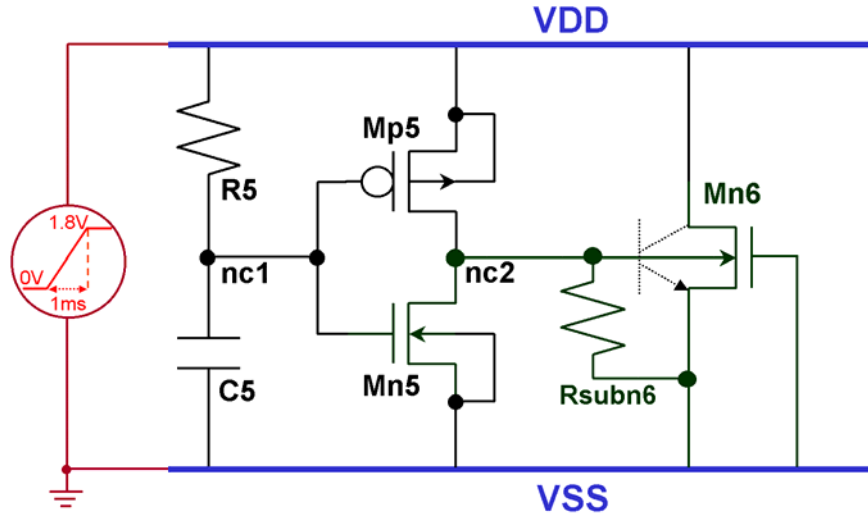 VDD
Mp5
R5
Mn6
1.8V
0V
1ms
nc1
nc2
C5
Mn5
Rsubn6
VSS